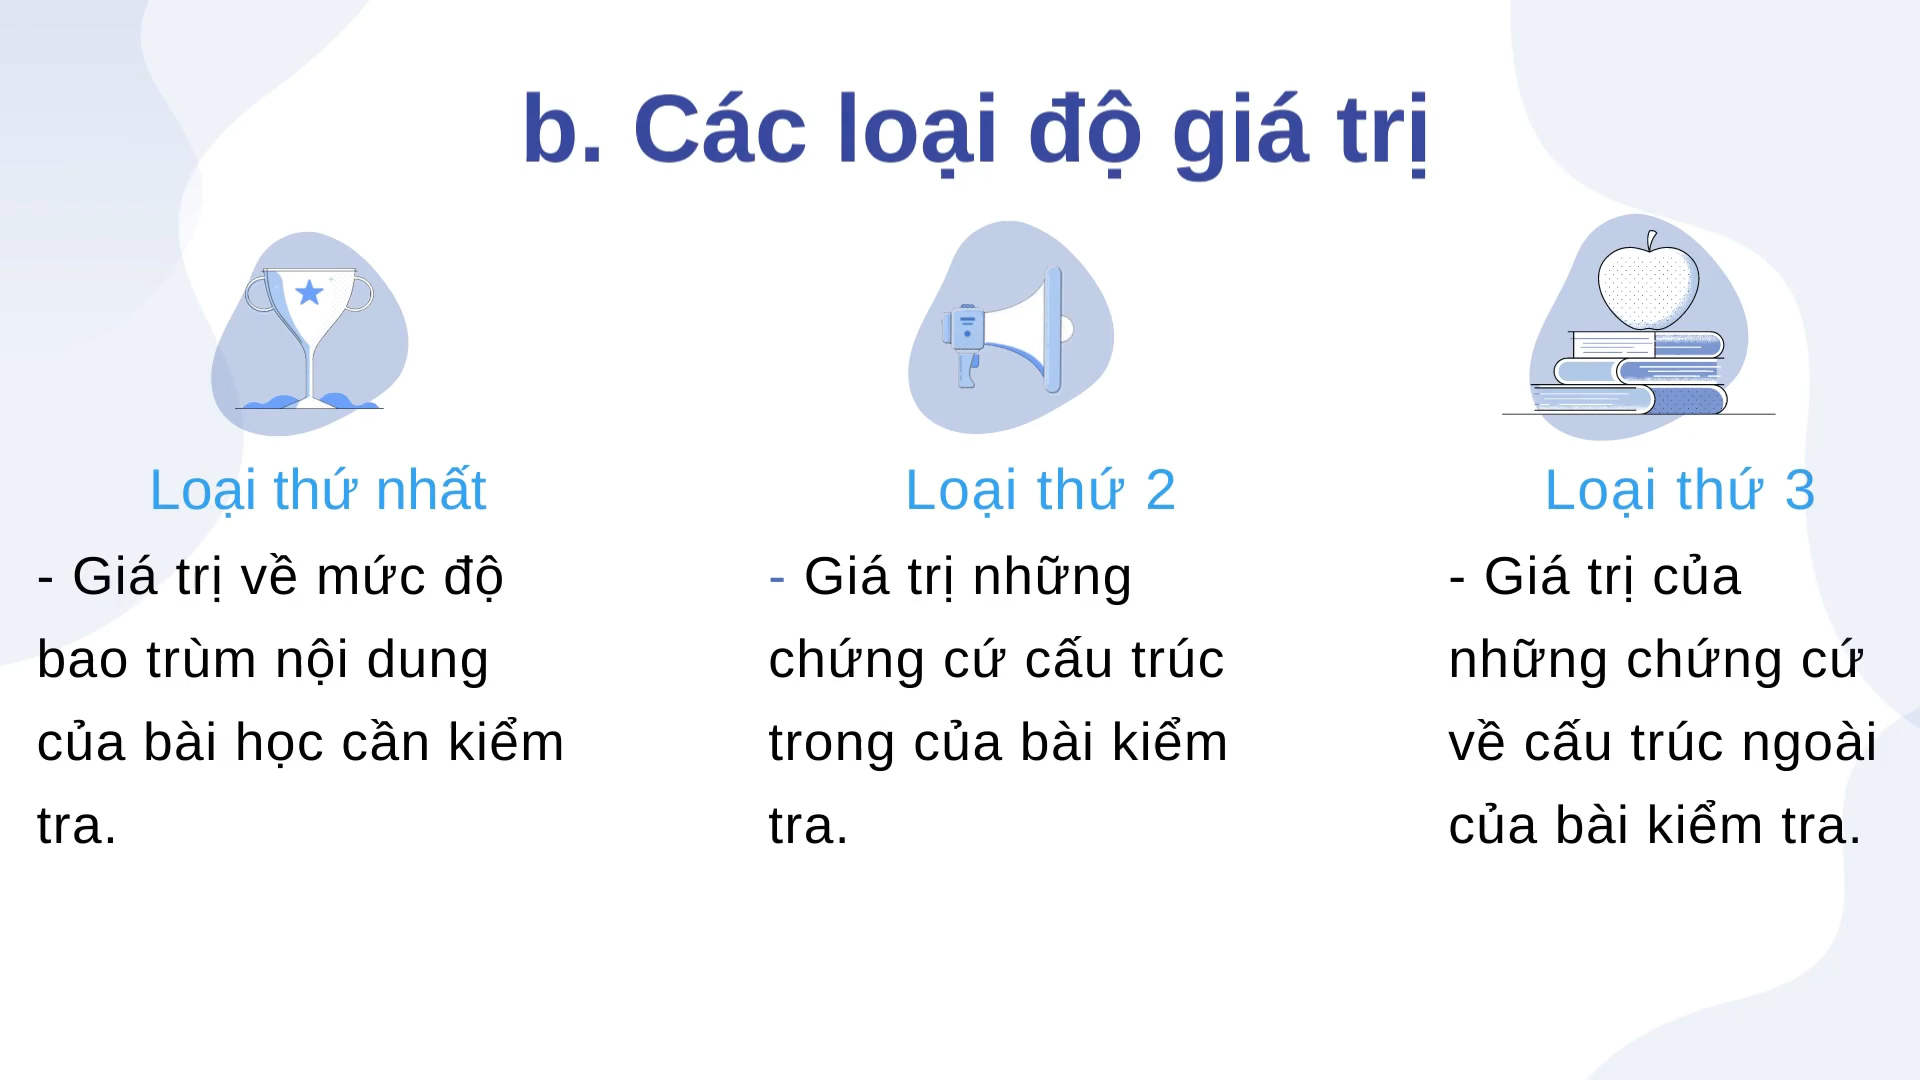 b. Các loại độ giá trị
Loại thứ nhất
- Giá trị về mức độ
bao trùm nội dung
của bài học cần kiểm
tra.
Loại thứ 2
- Giá trị những
chứng cứ cấu trúc
trong của bài kiểm
tra.
Loại thứ 3
- Giá trị của
những chứng cứ
về cấu trúc ngoài
của bài kiểm tra.